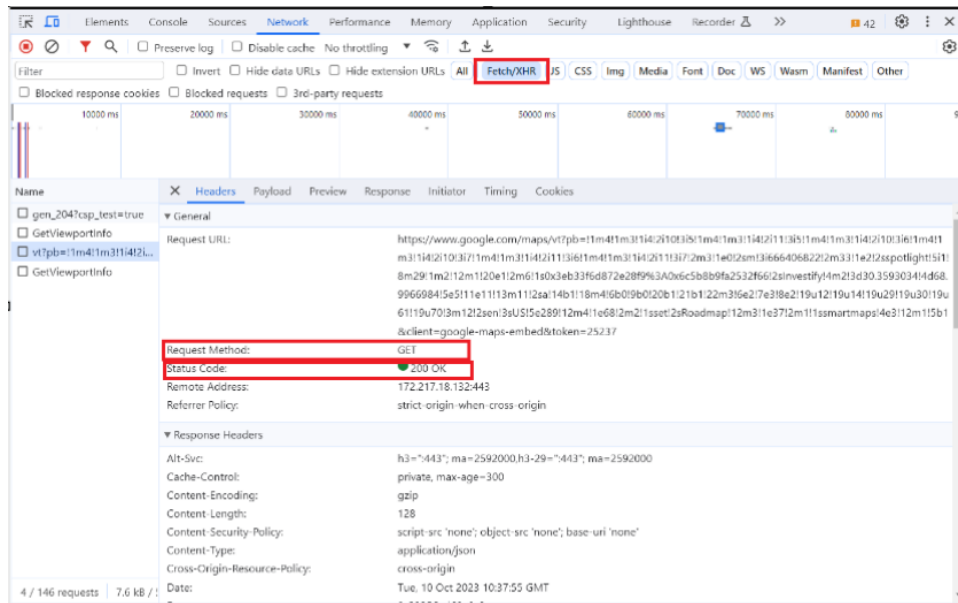 Elements Console Sources Network Performance Memory Application Security Lighthouse Recorder 42
Preserve log Disable cache No throttling
Filter Invert Hide data URLs Hide extension URLs All Fetch/XHR JS CSS Img Media Font Doc WS Wasm Manifest Other
Blocked response cookies Blocked requests 3rd-party requests
10000 ms 20000 ms 30000 ms 40000 ms 50000 ms 60000 ms 70000 ms 80000 ms 9
Name Headers Payload Preview Response Initiator Timing Cookies
gen_204?csp_test=true
GetViewportInfo
vt?pb=!1m4!1m3!1i4!2i...
GetViewportInfo
General
Request URL: https://www.google.com/maps/vt?pb=!1m4!1m3!1i4!2i10!3i5!1m4!1m3!1i4!2i11!3i5!1m4!1m3!1i4!2i10!3i6!1m4!1
m3!1i4!2i10!3i7!1m4!1m3!1i4!2i11!3i6!1m4!1m3!1i4!2i11!3i7!2m3!1e0!2sm!3i666406822!2m33!1e2!2sspotlight!5i1!
8m29!1m2!12m1!20e1!2m6!1s0x3eb33f6d872e28f9%3A0x6c5b8b9fa2532f66!2sInvestify!4m2!3d30.3593034!4d68.
9966984!5e5!11e11!13m11!2sa!14b1!18m4!6b0!9b0!20b1!21b1!22m3!6e2!7e3!8e2!19u12!19u14!19u29!19u30!19u
61!19u70!3m12!2sen!3sUS!5e289!12m4!1e68!2m2!1sset!2sRoadmap!12m3!1e37!2m1!1ssmartmaps!4e3!12m1!5b1
&client=google-maps-embed&token=25237
Request Method: GET
Status Code: 200 OK
Remote Address: 172.217.18.132:443
Referrer Policy: strict-origin-when-cross-origin
Response Headers
Alt-Svc: h3=":443"; ma=2592000,h3-29=":443"; ma=2592000
Cache-Control: private, max-age=300
Content-Encoding: gzip
Content-Length: 128
Content-Security-Policy: script-src 'none'; object-src 'none'; base-uri 'none'
Content-Type: application/json
Cross-Origin-Resource-Policy: cross-origin
Date: Tue, 10 Oct 2023 10:37:55 GMT
4 / 146 requests 7.6 kB /